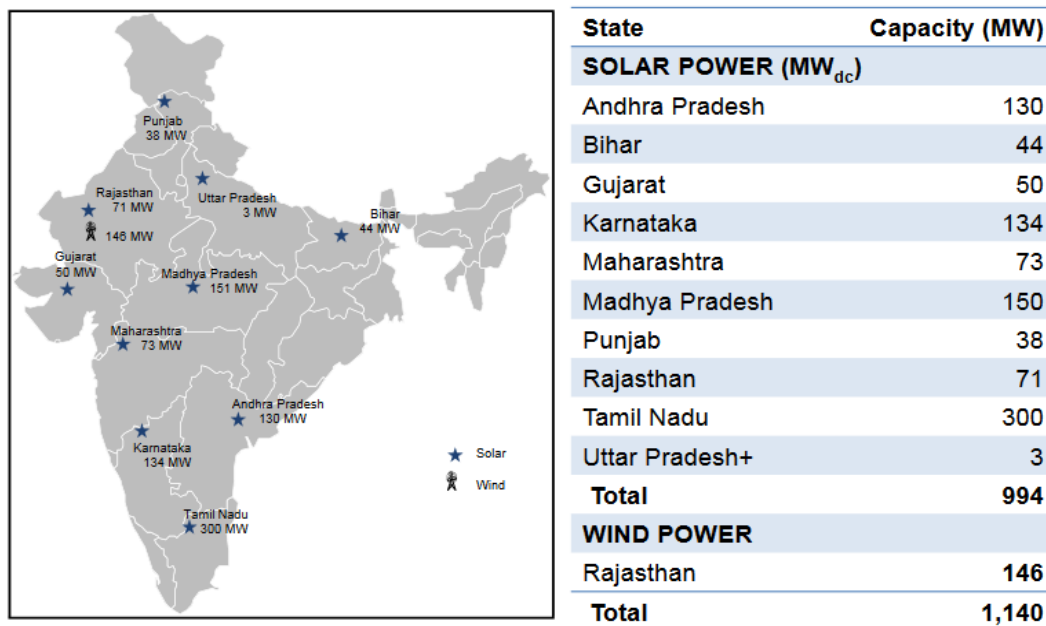 Punjab
38 MW
Rajasthan
71 MW
146 MW
Uttar Pradesh
3 MW
Bihar
44 MW
Gujarat
50 MW
Madhya Pradesh
151 MW
Maharashtra
73 MW
Andhra Pradesh
130 MW
Karnataka
134 MW
Solar
Wind
Tamil Nadu
300 MW
State Capacity (MW)
SOLAR POWER (MWdc)
Andhra Pradesh 130
Bihar 44
Gujarat 50
Karnataka 134
Maharashtra 73
Madhya Pradesh 150
Punjab 38
Rajasthan 71
Tamil Nadu 300
Uttar Pradesh+ 3
Total 994
WIND POWER
Rajasthan 146
Total 1,140